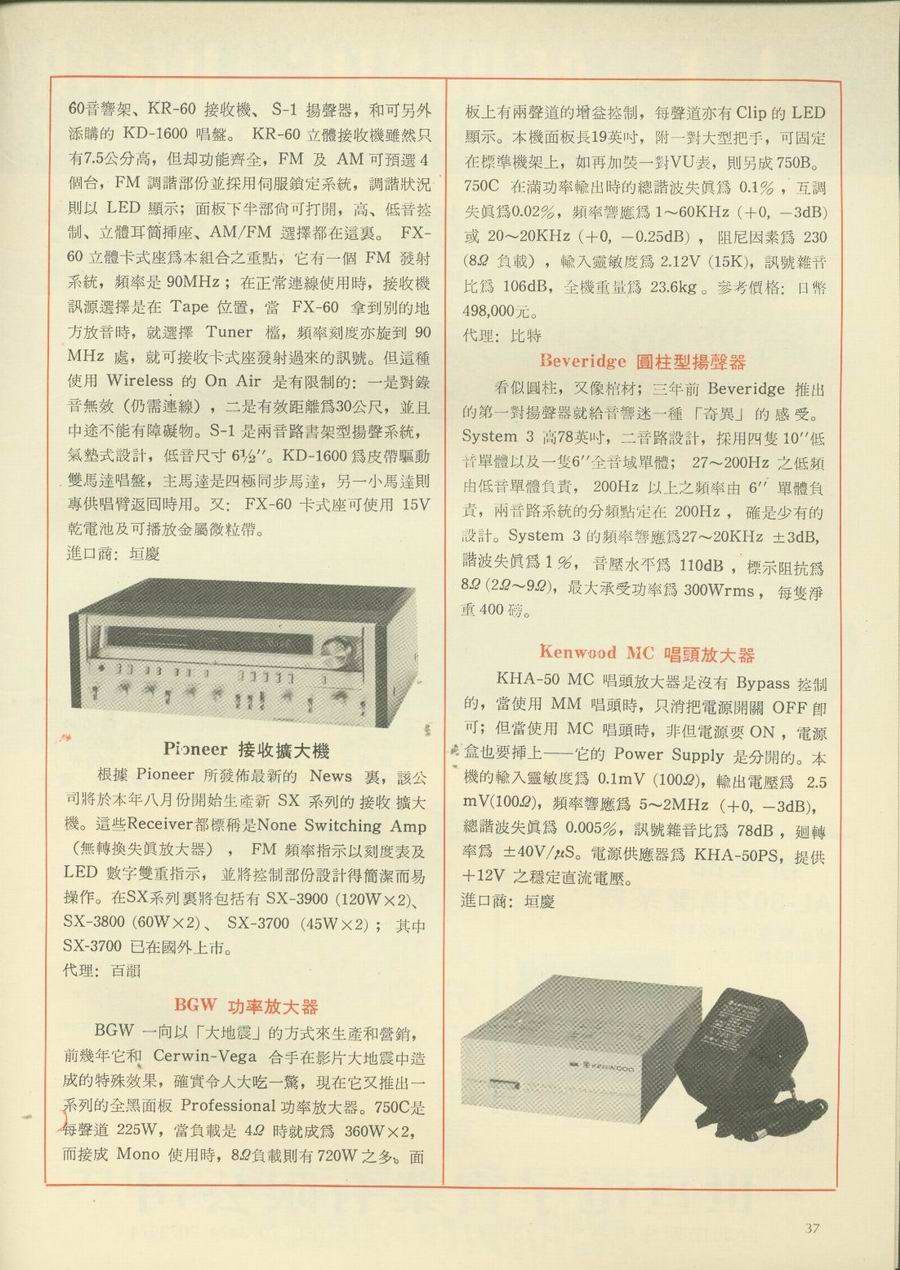 60音響架、KR-60 接收機、 S-1 揚聲器，和可另外
添購的 KD-1600 唱盤。 KR-60 立體接收機雖然只
有7.5公分高，但却功能齊全，FM 及 AM 可預選 4
個台，FM 調諧部份並採用伺服鎖定系統，調諧狀況
則以 LED 顯示；面板下半部尙可打開，高、低音控
制、立體耳筒揷座、AM/FM 選擇都在這裏。 FX-
60 立體卡式座爲本組合之重點，它有一個 FM 發射
系統，頻率是 90MHz；在正常連線使用時，接收機
訊源選擇是在 Tape 位置，當 FX-60 拿到別的地
方放音時，就選擇 Tuner 檔，頻率刻度亦旋到 90
MHz 處，就可接收卡式座發射過來的訊號。但這種
使用 Wireless 的 On Air 是有限制的：一是對錄
音無效（仍需連線），二是有效距離爲30公尺，並且
中途不能有障礙物。S-1 是兩音路書架型揚聲系統，
氣墊式設計，低音尺寸 6½″。KD-1600 爲皮帶驅動
雙馬達唱盤，主馬達是四極同步馬達，另一小馬達則
專供唱臂返回時用。又： FX-60 卡式座可使用 15V
乾電池及可播放金屬微粒帶。
進口商：垣慶
Pioneer 接收擴大機
根據 Pioneer 所發佈最新的 News 裏，該公
司將於本年八月份開始生產新 SX 系列的 接收 擴大
機。這些Receiver都標稱是None Switching Amp
（無轉換失眞放大器）， FM 頻率指示以刻度表及
LED 數字雙重指示， 並將控制部份設計得簡潔而易
操作。在SX系列裏將包括有 SX-3900 (120W×2)、
SX-3800 (60W×2)、 SX-3700 (45W×2)；其中
SX-3700 已在國外上市。
代理：百韻
BGW 功率放大器
BGW 一向以「大地震」的方式來生產和營銷，
前幾年它和 Cerwin-Vega 合手在影片大地震中造
成的特殊效果，確實令人大吃一驚，現在它又推出一
系列的全黑面板 Professional 功率放大器。750C是
每聲道 225W，當負載是 4Ω 時就成爲 360W×2，
而接成 Mono 使用時，8Ω負載則有720W之多。面
板上有兩聲道的增益控制，每聲道亦有 Clip 的 LED
顯示。本機面板長19英吋，附一對大型把手，可固定
在標準機架上，如再加裝一對VU表，則另成 750B。
750C 在滿功率輸出時的總諧波失眞爲 0.1%，互調
失眞爲0.02%，頻率響應爲 1～60KHz (+0, －3dB)
或 20～20KHz (+0, －0.25dB)，阻尼因素爲 230
(8Ω 負載)，輸入靈敏度爲 2.12V (15K)，訊號雜音
比爲 106dB，全機重量爲 23.6kg。參考價格：日幣
498,000元。
代理：比特
Beveridge 圓柱型揚聲器
看似圓柱，又像棺材；三年前 Beveridge 推出
的第一對揚聲器就給音響迷一種「奇異」的 感 受。
System 3 高78英吋，二音路設計，採用四隻 10″低
音單體以及一隻6″全音域單體； 27～200Hz 之低頻
由低音單體負責， 200Hz 以上之頻率由 6″ 單體負
責，兩音路系統的分頻點定在 200Hz，確是少有的
設計。System 3 的頻率響應爲27～20KHz ±3dB,
諧波失眞爲 1%，音壓水平爲 110dB，標示阻抗爲
8Ω (2Ω～9Ω)，最大承受功率爲 300Wrms，每隻淨
重 400 磅。
Kenwood MC 唱頭放大器
KHA-50 MC 唱頭放大器是沒有 Bypass 控制
的，當使用 MM 唱頭時，只消把電源開關 OFF 卽
可；但當使用 MC 唱頭時，非但電源要 ON，電源
盒也要揷上——它的 Power Supply 是分開的。本
機的輸入靈敏度爲 0.1mV (100Ω)，輸出電壓爲 2.5
mV(100Ω)，頻率響應爲 5～2MHz (+0, －3dB)，
總諧波失眞爲 0.005%，訊號雜音比爲 78dB，廻轉
率爲 ±40V/μS。電源供應器爲 KHA-50PS，提供
＋12V 之穩定直流電壓。
進口商：垣慶
KENWOOD
KENWOOD
37